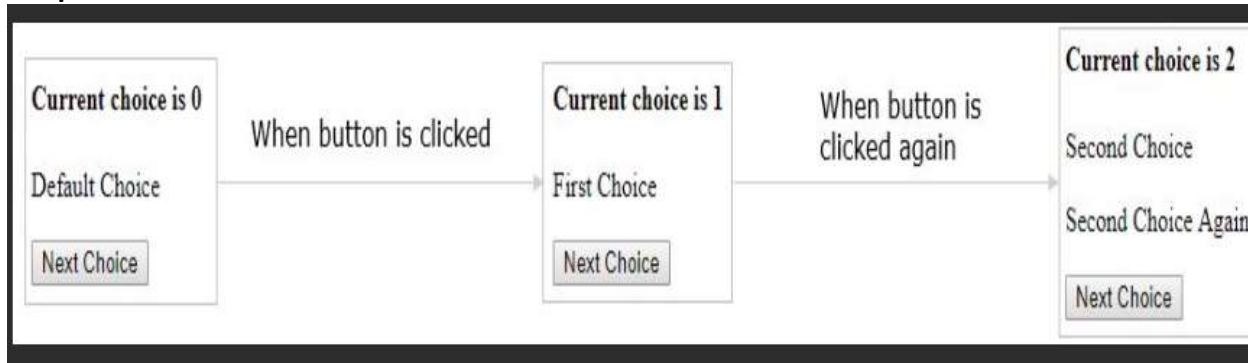 Current choice is 0
Default Choice
Next Choice
When button is clicked
Current choice is 1
First Choice
Next Choice
When button is
clicked again
Current choice is 2
Second Choice
Second Choice Again
Next Choice